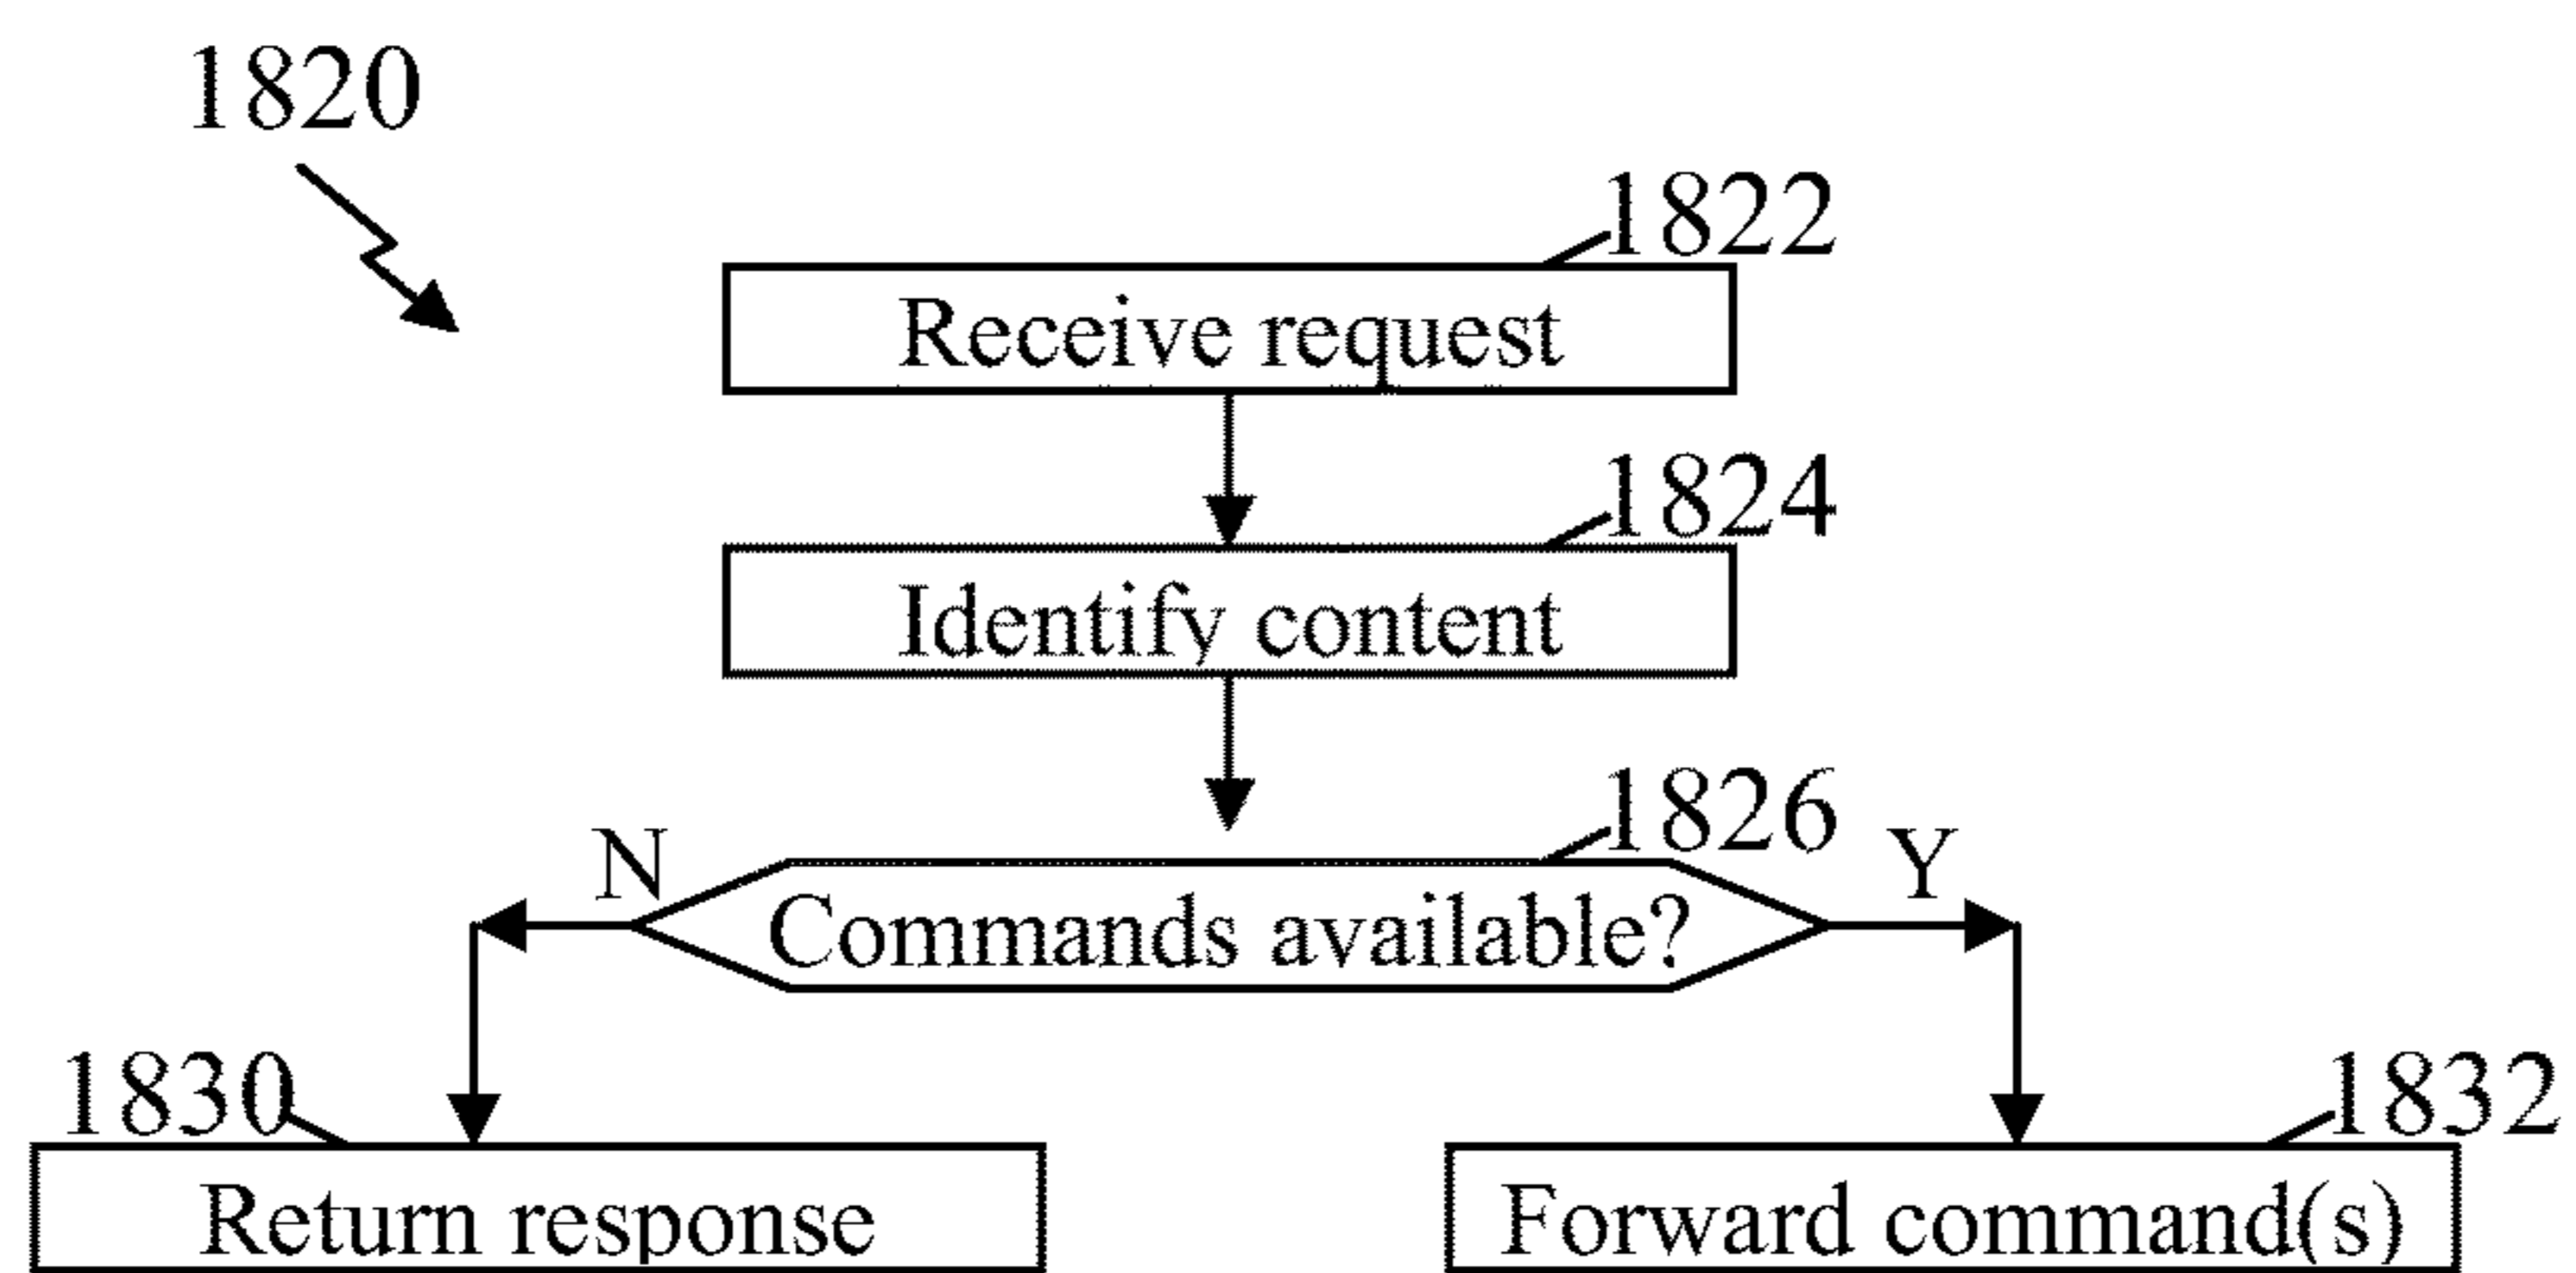 1820
1822
Receive request
1824
Identify content
1826
N
Y
Commands available?
1830
1832
Return response
Forward command(s)